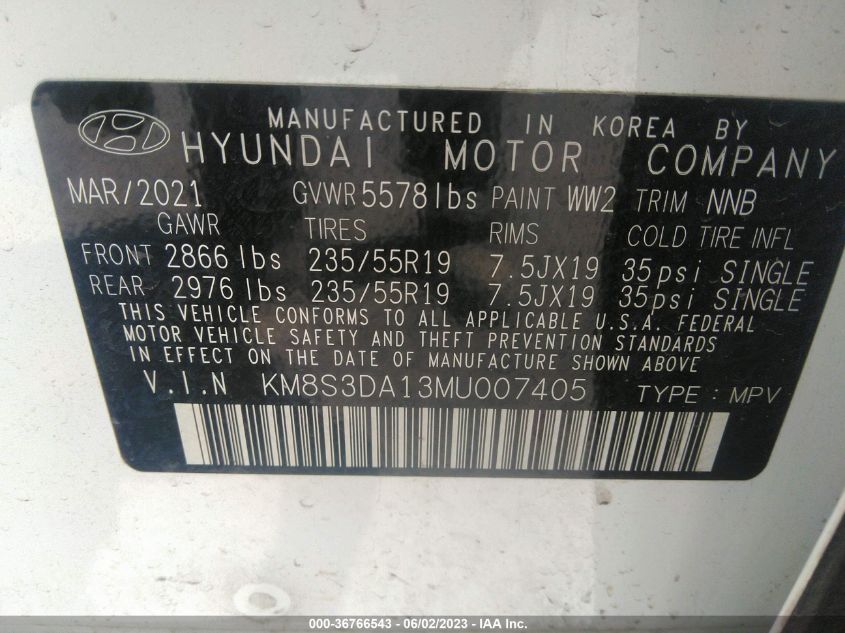 MANUFACTURED IN KOREA BY
HYUNDAI MOTOR COMPANY
MAR/2021 GVWR5578lbs PAINT WW2 TRIM NNB
GAWR TIRES RIMS COLD TIRE INFL
FRONT 2866 lbs 235/55R19 7.5JX19 35psi SINGLE
REAR 2976 lbs 235/55R19 7.5JX19 35psi SINGLE
THIS VEHICLE CONFORMS TO ALL APPLICABLE U.S.A. FEDERAL
MOTOR VEHICLE SAFETY AND THEFT PREVENTION STANDARDS
IN EFFECT ON THE DATE OF MANUFACTURE SHOWN ABOVE
V.I.N KM8S3DA13MU007405 TYPE : MPV
000-36766543 - 06/02/2023 - IAA Inc.